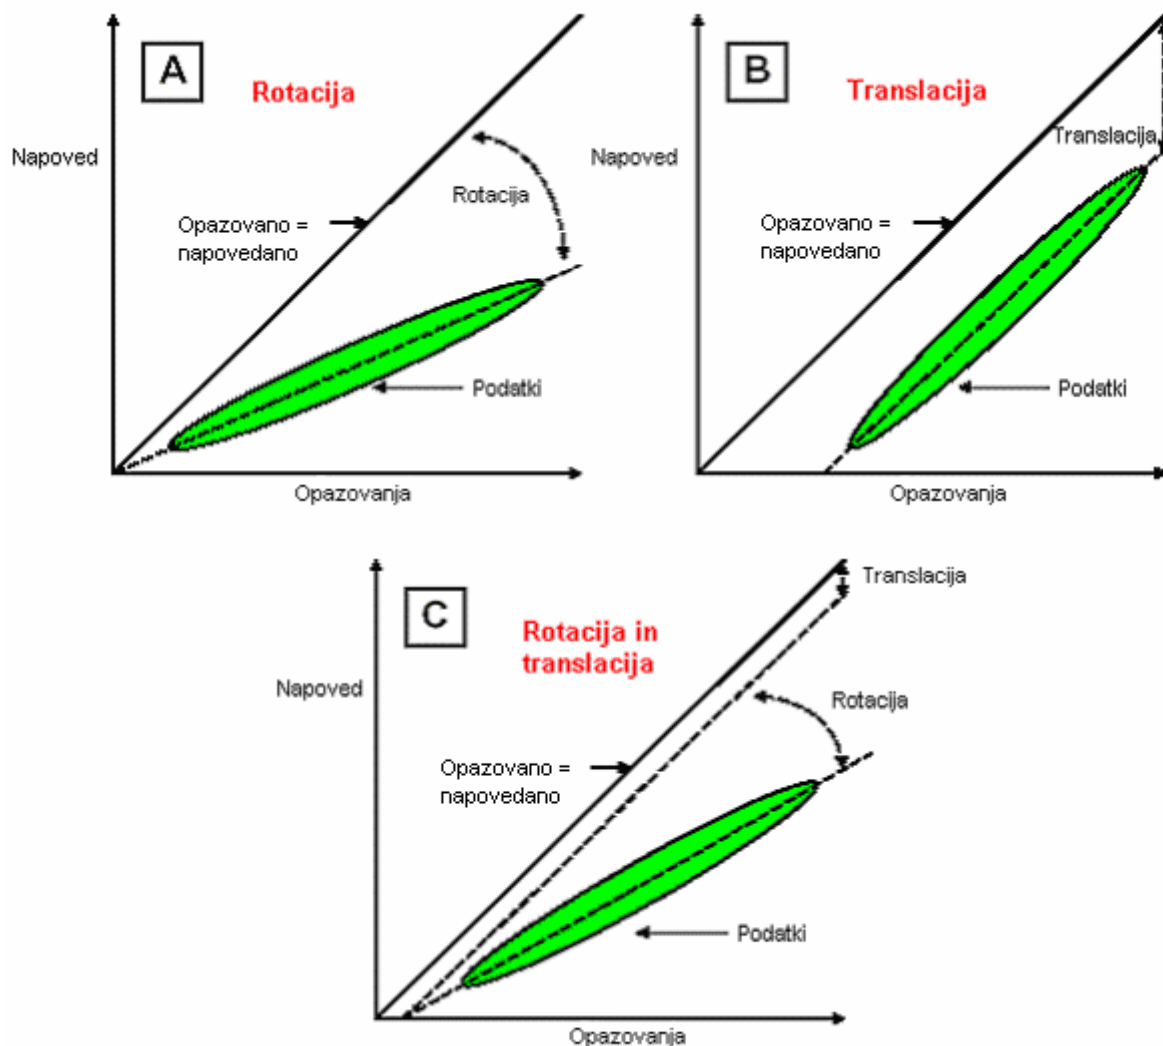 A
Rotacija
Napoved
Rotacija
Opazovano =
napovedano
Podatki
Opazovanja
B
Translacija
Translacija
Napoved
Opazovano =
napovedano
Podatki
Opazovanja
C
Rotacija in
translacija
Translacija
Napoved
Rotacija
Opazovano =
napovedano
Podatki
Opazovanja